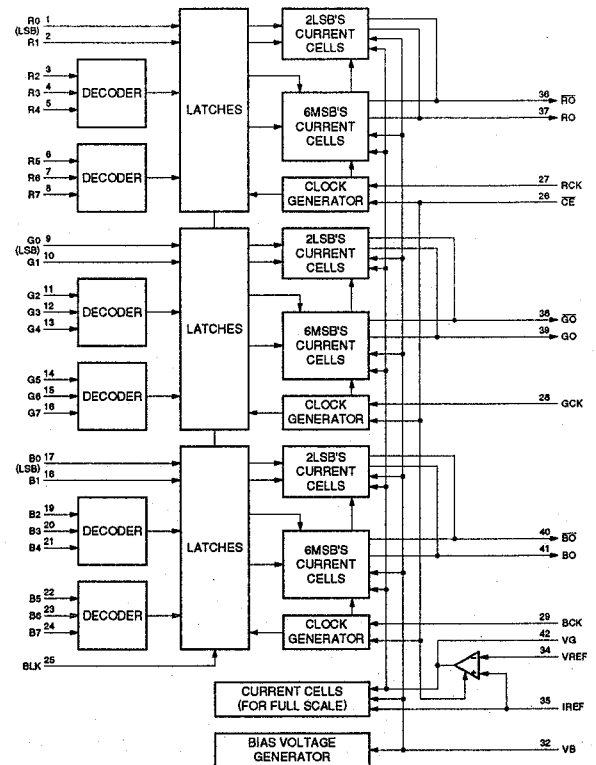 R0 1
(LSB)
R1 2
R2 3
R3 4
R4 5
DECODER
R5 6
R6 7
R7 8
DECODER
LATCHES
2LSB'S
CURRENT
CELLS
6MSB'S
CURRENT
CELLS
CLOCK
GENERATOR
36 R̅O̅
37 RO
27 RCK
26 C̅E̅
G0 9
(LSB)
G1 10
G2 11
G3 12
G4 13
DECODER
G5 14
G6 15
G7 16
DECODER
LATCHES
2LSB'S
CURRENT
CELLS
6MSB'S
CURRENT
CELLS
CLOCK
GENERATOR
38 G̅O̅
39 GO
28 GCK
B0 17
(LSB)
B1 18
B2 19
B3 20
B4 21
DECODER
B5 22
B6 23
B7 24
DECODER
BLK 25
LATCHES
2LSB'S
CURRENT
CELLS
6MSB'S
CURRENT
CELLS
CLOCK
GENERATOR
40 B̅O̅
41 BO
29 BCK
42 VG
34 VREF
35 IREF
32 VB
CURRENT CELLS
(FOR FULL SCALE)
BIAS VOLTAGE
GENERATOR